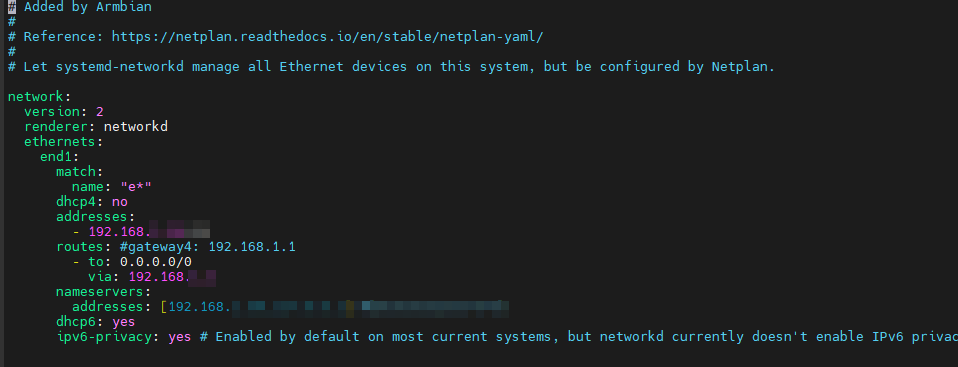 # Added by Armbian
#
# Reference: https://netplan.readthedocs.io/en/stable/netplan-yaml/
#
# Let systemd-networkd manage all Ethernet devices on this system, but be configured by Netplan.
network:
  version: 2
  renderer: networkd
  ethernets:
    end1:
      match:
        name: "e*"
      dhcp4: no
      addresses:
        - 192.168.
      routes: #gateway4: 192.168.1.1
        - to: 0.0.0.0/0
          via: 192.168.
      nameservers:
        addresses: [192.168.
      dhcp6: yes
      ipv6-privacy: yes # Enabled by default on most current systems, but networkd currently doesn't enable IPv6 privac